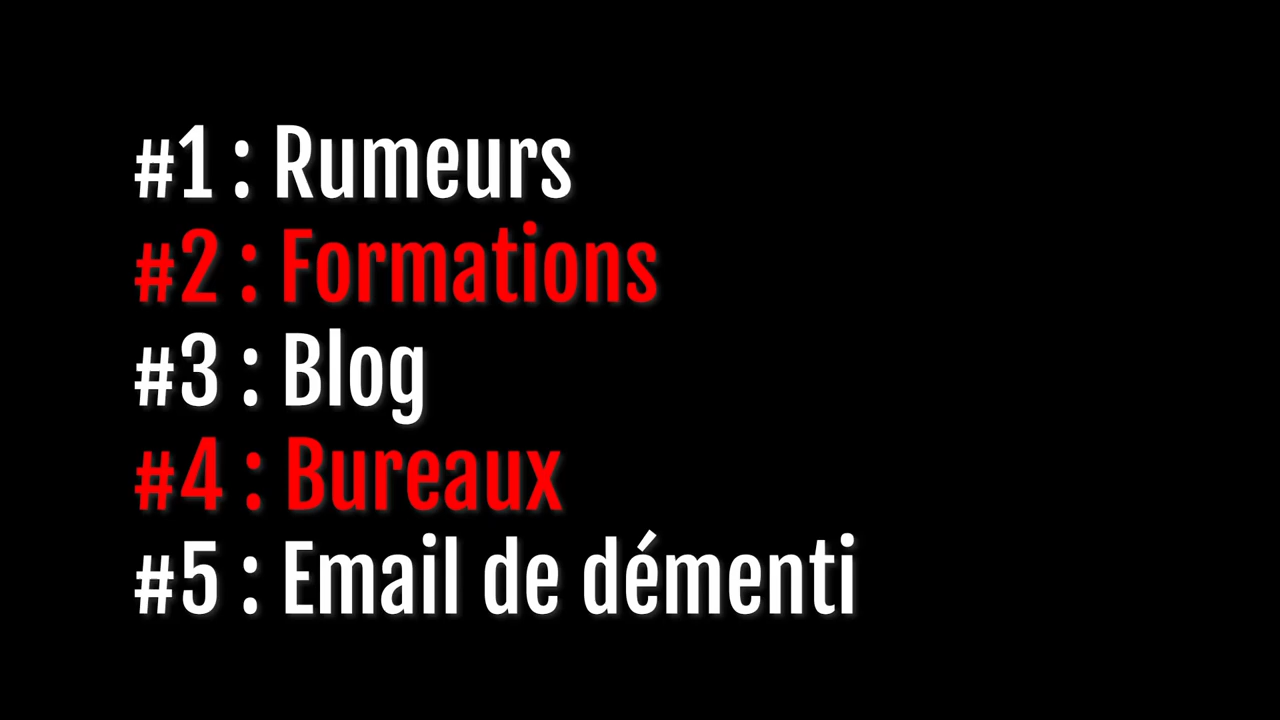 #1 : Rumeurs
#2 : Formations
#3 : Blog
#4 : Bureaux
#5 : Email de démenti